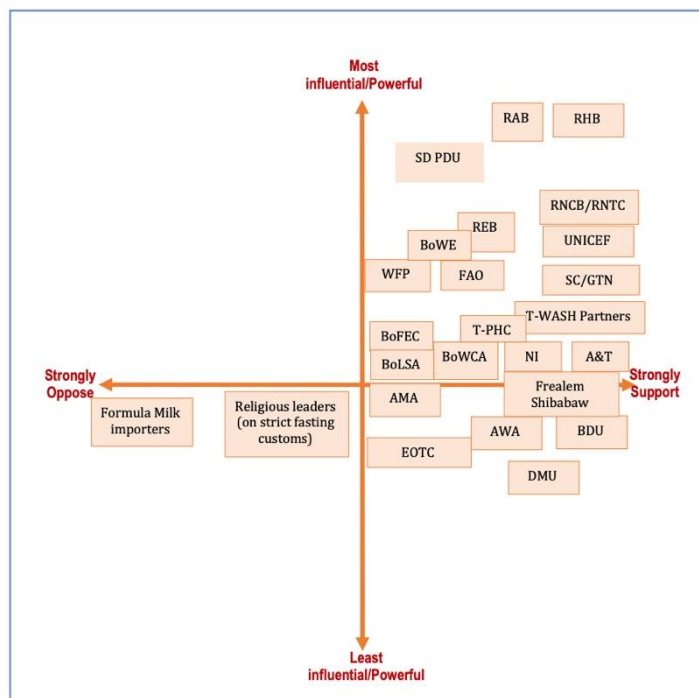 Most
influential/Powerful
RAB
RHB
SD PDU
RNCB/RNTC
REB
UNICEF
BoWE
WFP
FAO
SC/GTN
T-WASH Partners
T-PHC
BoFEC
BoWCA
NI
A&T
BoLSA
Strongly
Oppose
Strongly
Support
Frealem
Shibabaw
AMA
Formula Milk
importers
Religious leaders
(on strict fasting
customs)
AWA
BDU
EOTC
DMU
Least
influential/Powerful